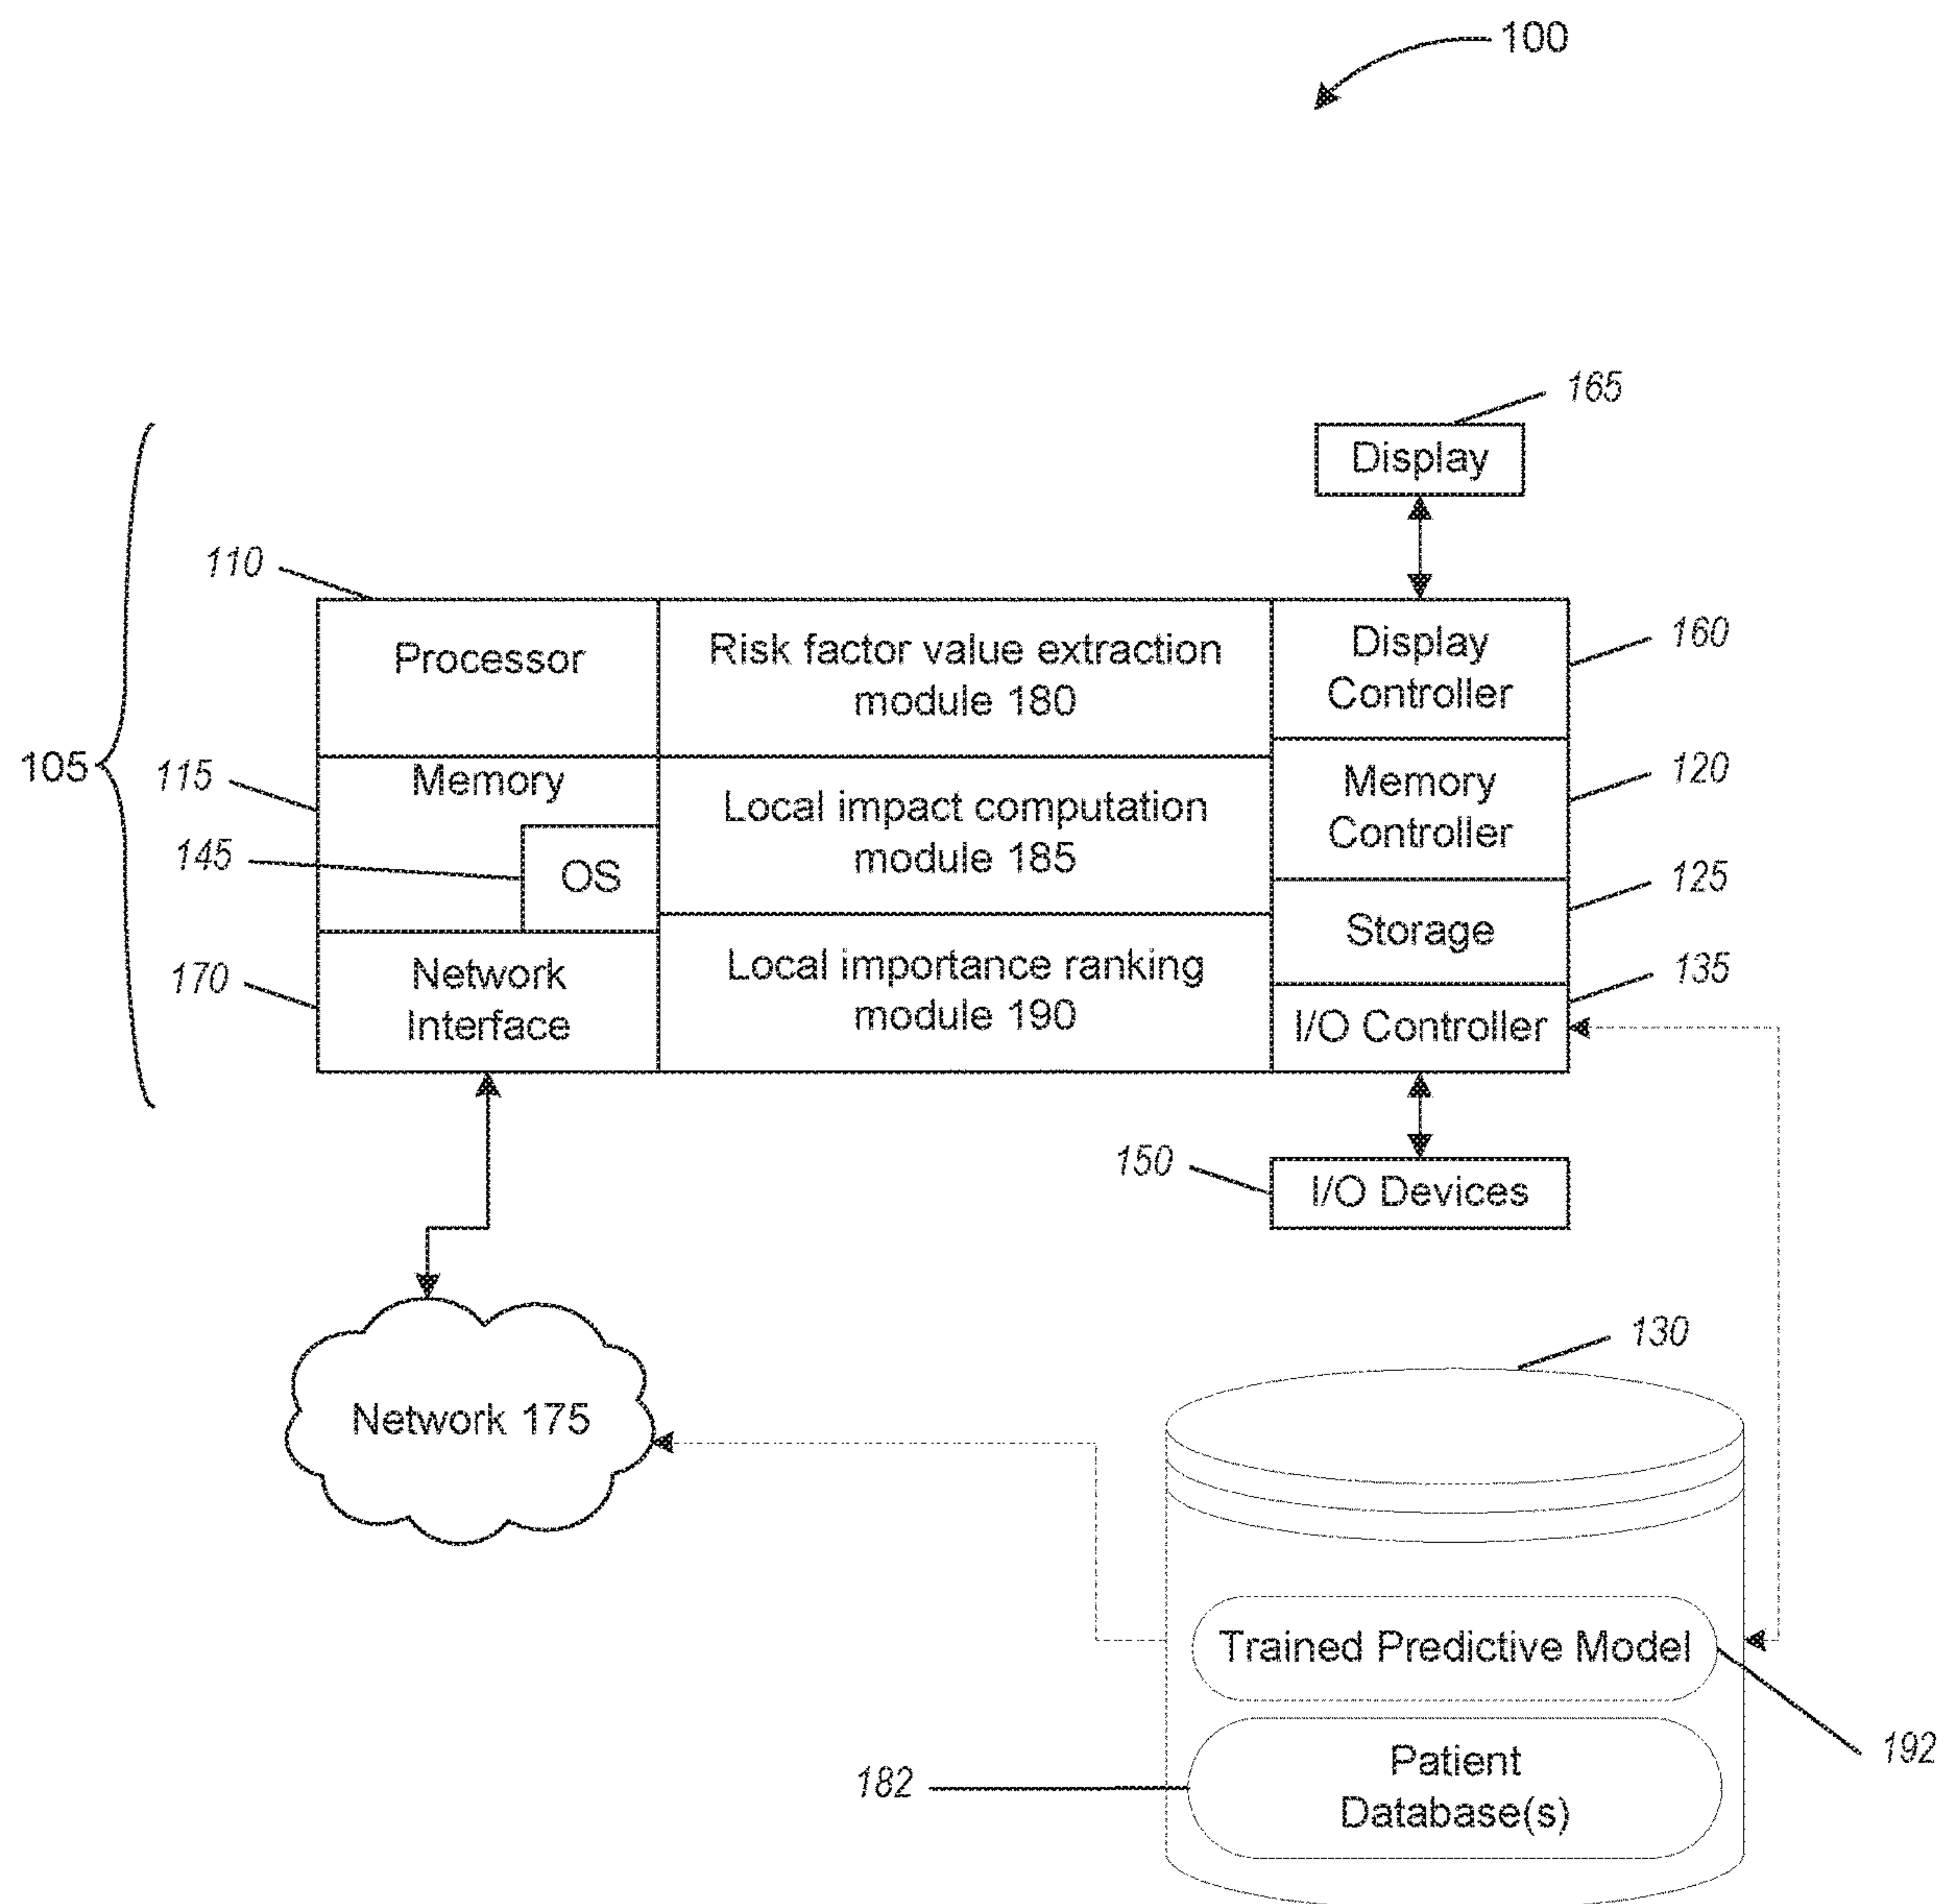 100
165
Display
110
Processor
Risk factor value extraction
module 180
Display
Controller
160
105
115
Memory
145
OS
Local impact computation
module 185
Memory
Controller
120
125
Storage
170
Network
Interface
Local importance ranking
module 190
135
I/O Controller
150
I/O Devices
130
Network 175
Trained Predictive Model
192
182
Patient
Database(s)